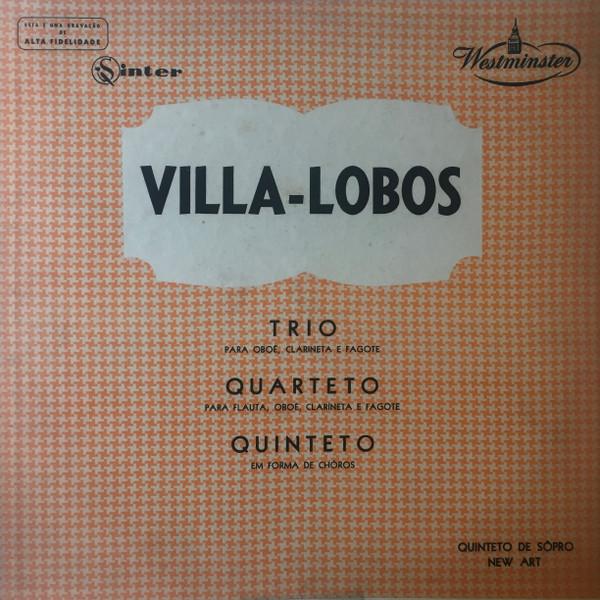 ESTA É UMA GRAVAÇÃO
DE
ALTA FIDELIDADE
Sinter
Westminster
VILLA-LOBOS
TRIO
PARA OBOÉ, CLARINETA E FAGOTE
QUARTETO
PARA FLAUTA, OBOÉ, CLARINETA E FAGOTE
QUINTETO
EM FORMA DE CHÔROS
QUINTETO DE SÔPRO
NEW ART